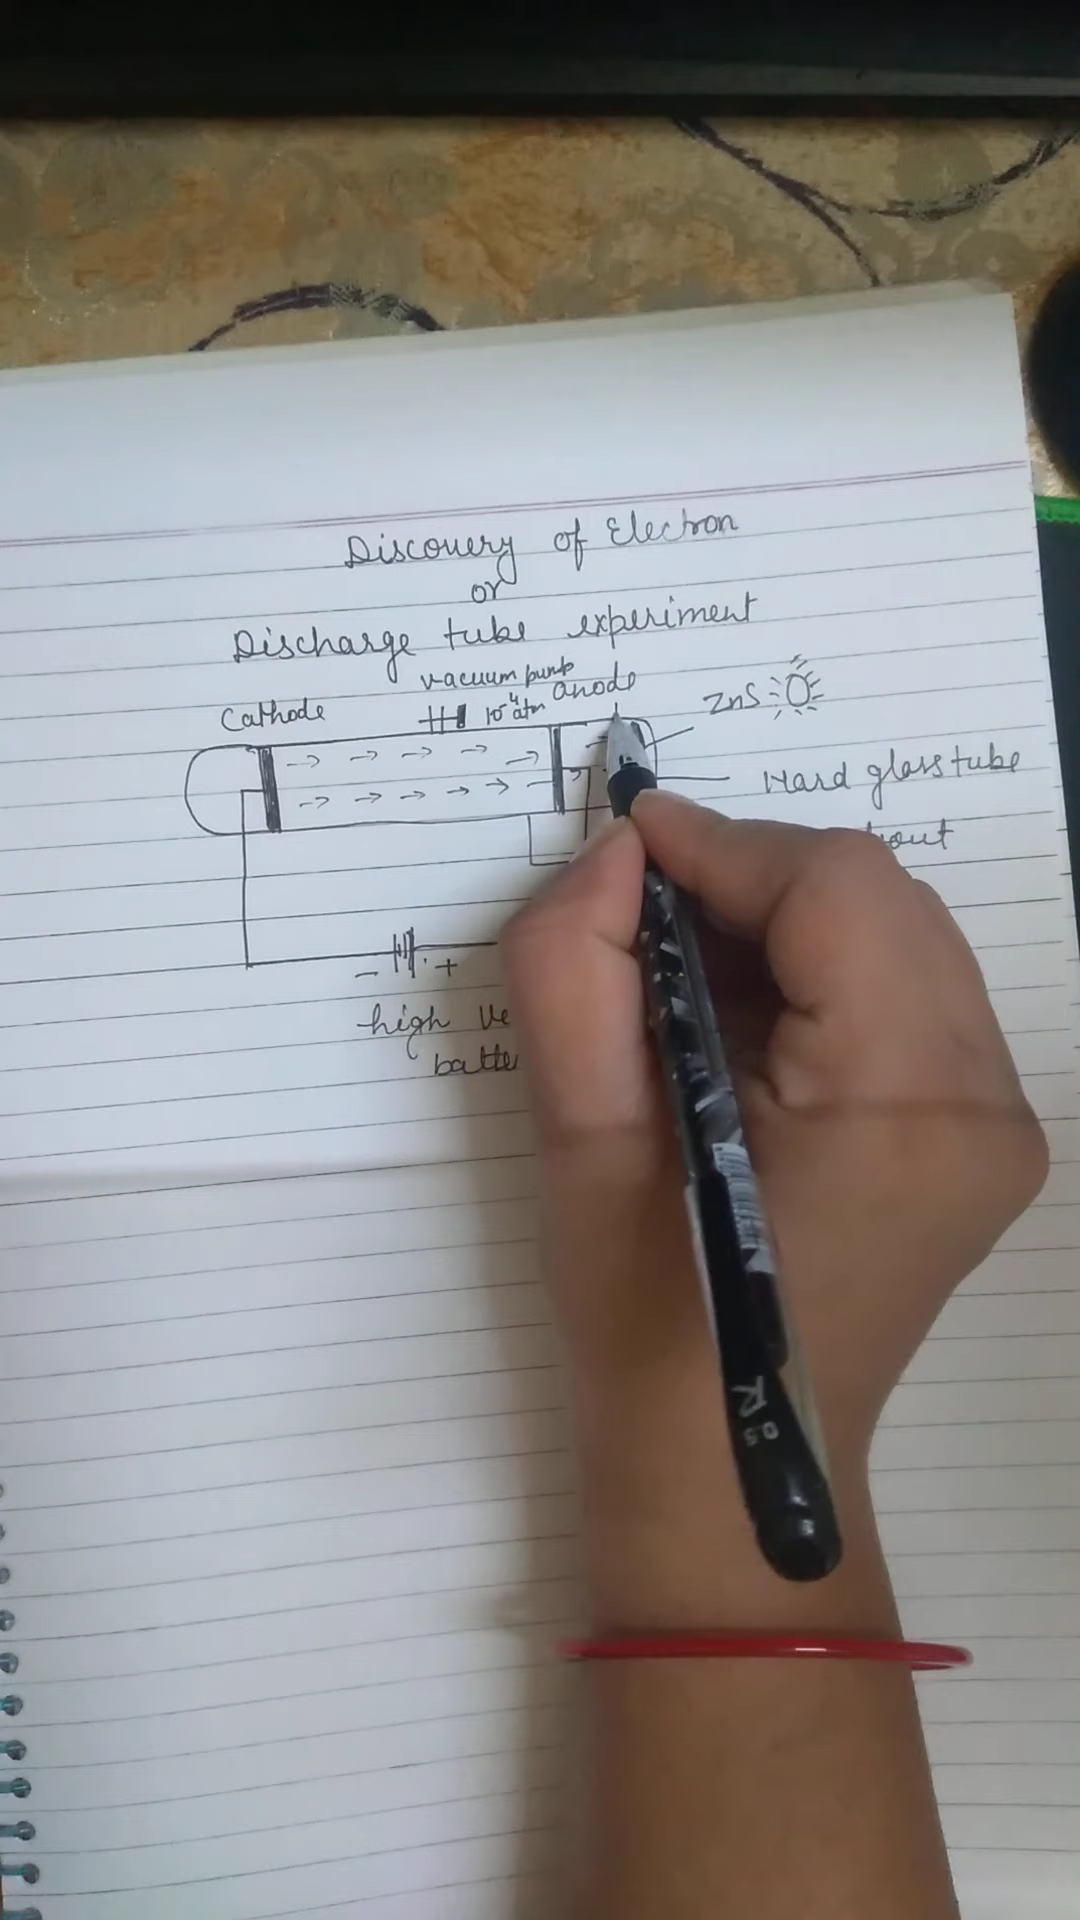 Discovery of Electron
or
Discharge tube experiment
vacuum pump
Cathode
10⁻⁴ atm
anode
ZnS
Hard glass tube
- +
high
0.5